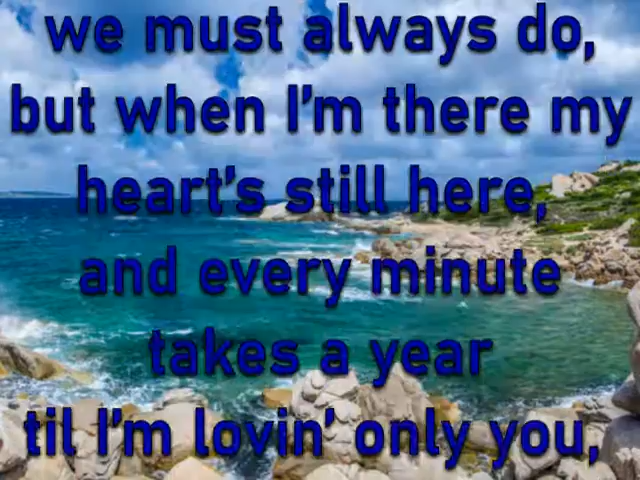 we must always do,
but when I'm there my
heart's still here,
and every minute
takes a year
til I'm lovin' only you,